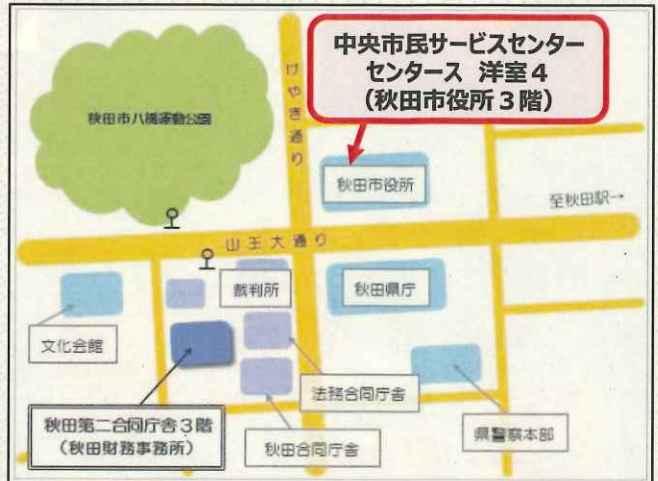 中央市民サービスセンター
センタース 洋室4
(秋田市役所3階)
けやき通り
秋田市八橋運動公園
秋田市役所
至秋田駅→
山王大通り
裁判所
秋田県庁
文化会館
法務合同庁舎
秋田第二合同庁舎3階
(秋田財務事務所)
秋田合同庁舎
県警察本部